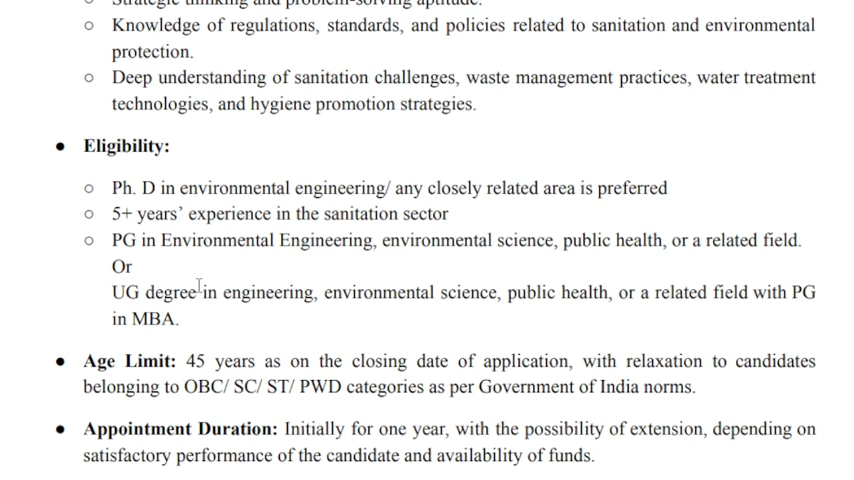 ○ Strategic thinking and problem-solving aptitude.
○ Knowledge of regulations, standards, and policies related to sanitation and environmental
protection.
○ Deep understanding of sanitation challenges, waste management practices, water treatment
technologies, and hygiene promotion strategies.
● Eligibility:
○ Ph. D in environmental engineering/ any closely related area is preferred
○ 5+ years’ experience in the sanitation sector
○ PG in Environmental Engineering, environmental science, public health, or a related field.
Or
UG degree in engineering, environmental science, public health, or a related field with PG
in MBA.
● Age Limit: 45 years as on the closing date of application, with relaxation to candidates
belonging to OBC/ SC/ ST/ PWD categories as per Government of India norms.
● Appointment Duration: Initially for one year, with the possibility of extension, depending on
satisfactory performance of the candidate and availability of funds.